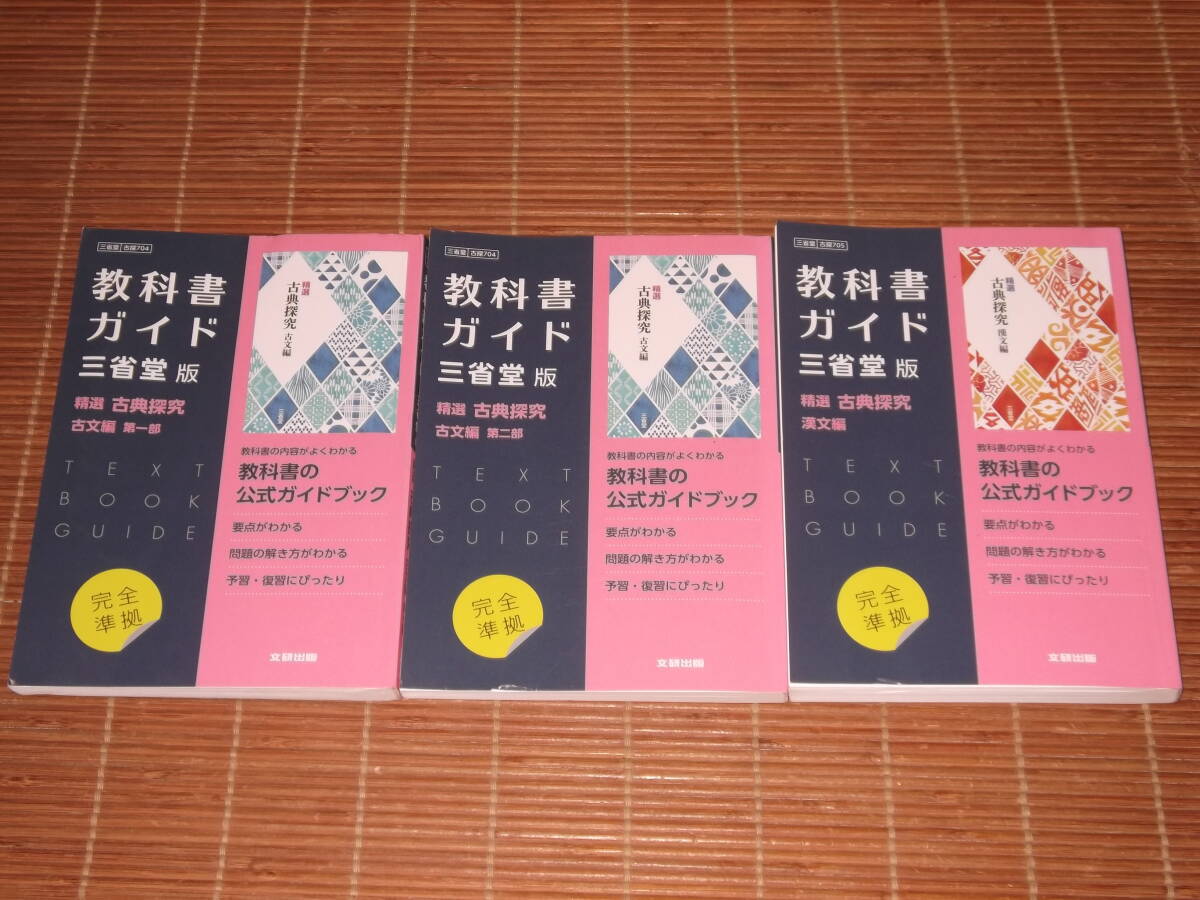 三省堂 古探704
教科書
ガイド
三省堂 版
精選 古典探究
古文編 第一部
TEXT
BOOK
GUIDE
完全
準拠
精選
古典探究 古文編
三省堂
教科書の内容がよくわかる
教科書の
公式ガイドブック
要点がわかる
問題の解き方がわかる
予習・復習にぴったり
文研出版
三省堂 古探704
教科書
ガイド
三省堂 版
精選 古典探究
古文編 第二部
TEXT
BOOK
GUIDE
完全
準拠
精選
古典探究 古文編
三省堂
教科書の内容がよくわかる
教科書の
公式ガイドブック
要点がわかる
問題の解き方がわかる
予習・復習にぴったり
文研出版
三省堂 古探705
教科書
ガイド
三省堂 版
精選 古典探究
漢文編
TEXT
BOOK
GUIDE
完全
準拠
精選
古典探究 漢文編
三省堂
教科書の内容がよくわかる
教科書の
公式ガイドブック
要点がわかる
問題の解き方がわかる
予習・復習にぴったり
文研出版